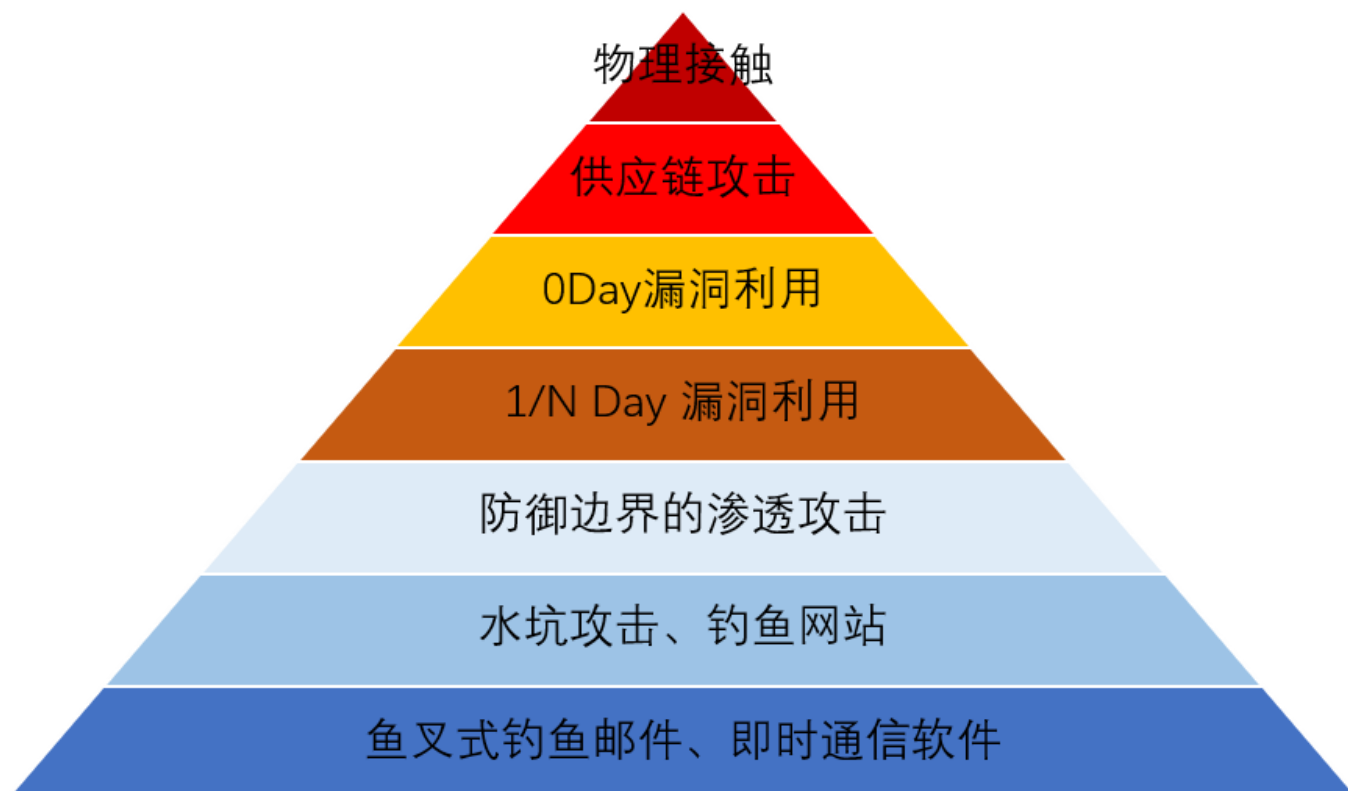 物理接触
供应链攻击
0Day漏洞利用
1/N Day 漏洞利用
防御边界的渗透攻击
水坑攻击、钓鱼网站
鱼叉式钓鱼邮件、即时通信软件